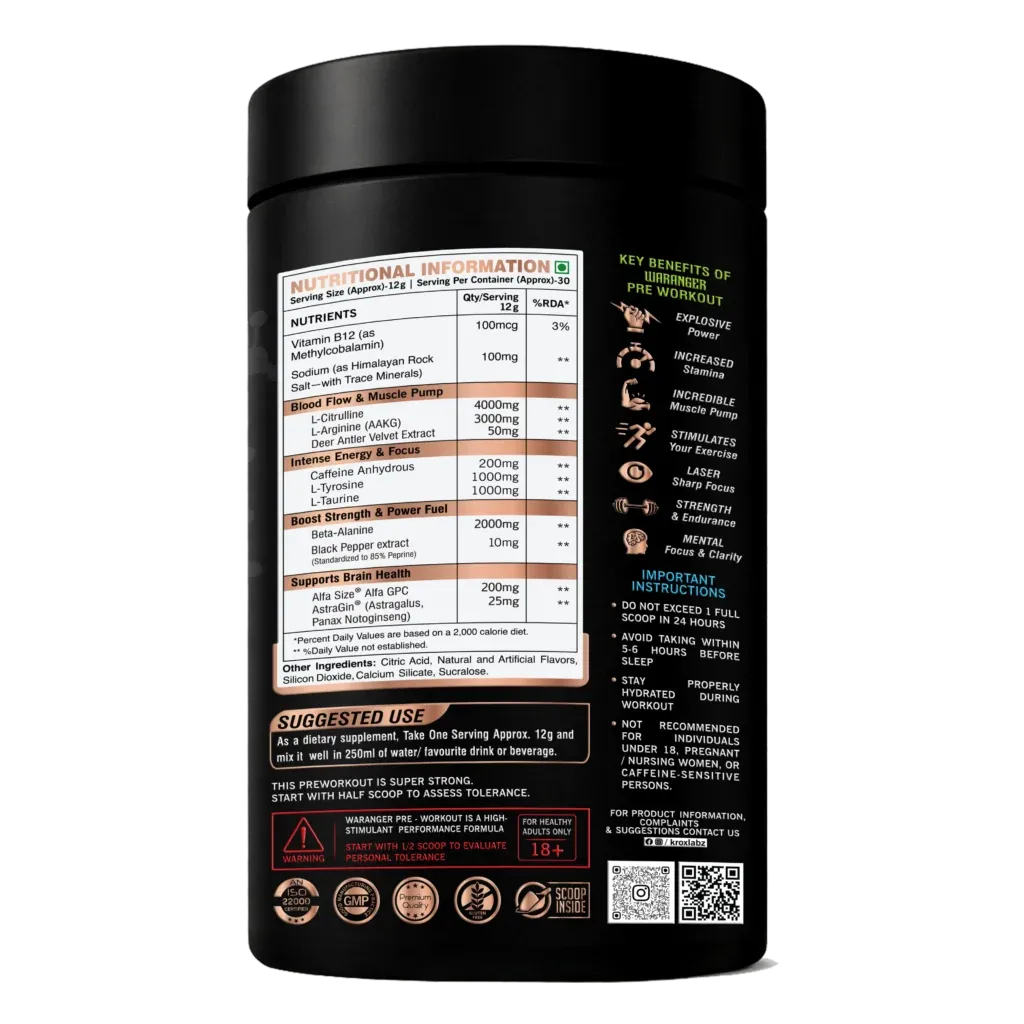 NUTRITIONAL INFORMATION
Serving Size (Approx)-12g | Serving Per Container (Approx)-30
NUTRIENTS Qty/Serving 12g %RDA*
Vitamin B12 (as Methylcobalamin) 100mcg 3%
Sodium (as Himalayan Rock Salt—with Trace Minerals) 100mg **
Blood Flow & Muscle Pump
L-Citrulline 4000mg **
L-Arginine (AAKG) 3000mg **
Deer Antler Velvet Extract 50mg **
Intense Energy & Focus
Caffeine Anhydrous 200mg **
L-Tyrosine 1000mg **
L-Taurine 1000mg **
Boost Strength & Power Fuel
Beta-Alanine 2000mg **
Black Pepper extract 10mg **
(Standardized to 85% Peprine)
Supports Brain Health
Alfa Size® Alfa GPC 200mg **
AstraGin® (Astragalus, Panax Notoginseng) 25mg **
*Percent Daily Values are based on a 2,000 calorie diet.
** %Daily Value not established.
Other Ingredients: Citric Acid, Natural and Artificial Flavors,
Silicon Dioxide, Calcium Silicate, Sucralose.
SUGGESTED USE
As a dietary supplement, Take One Serving Approx. 12g and
mix it well in 250ml of water/ favourite drink or beverage.
THIS PREWORKOUT IS SUPER STRONG.
START WITH HALF SCOOP TO ASSESS TOLERANCE.
WARNING
WARANGER PRE - WORKOUT IS A HIGH-
STIMULANT PERFORMANCE FORMULA
START WITH 1/2 SCOOP TO EVALUATE
PERSONAL TOLERANCE
FOR HEALTHY
ADULTS ONLY
18+
AN
ISO
22000
CERTIFIED
GMP
Premium
Quality
GLUTEN
FREE
SCOOP
INSIDE
KEY BENEFITS OF
WARANGER
PRE WORKOUT
EXPLOSIVE
Power
INCREASED
Stamina
INCREDIBLE
Muscle Pump
STIMULATES
Your Exercise
LASER
Sharp Focus
STRENGTH
& Endurance
MENTAL
Focus & Clarity
IMPORTANT
INSTRUCTIONS
• DO NOT EXCEED 1 FULL
SCOOP IN 24 HOURS
• AVOID TAKING WITHIN
5-6 HOURS BEFORE
SLEEP
• STAY PROPERLY
HYDRATED DURING
WORKOUT
• NOT RECOMMENDED
FOR INDIVIDUALS
UNDER 18, PREGNANT
/ NURSING WOMEN, OR
CAFFEINE-SENSITIVE
PERSONS.
FOR PRODUCT INFORMATION,
COMPLAINTS
& SUGGESTIONS CONTACT US
/ kroxlabz